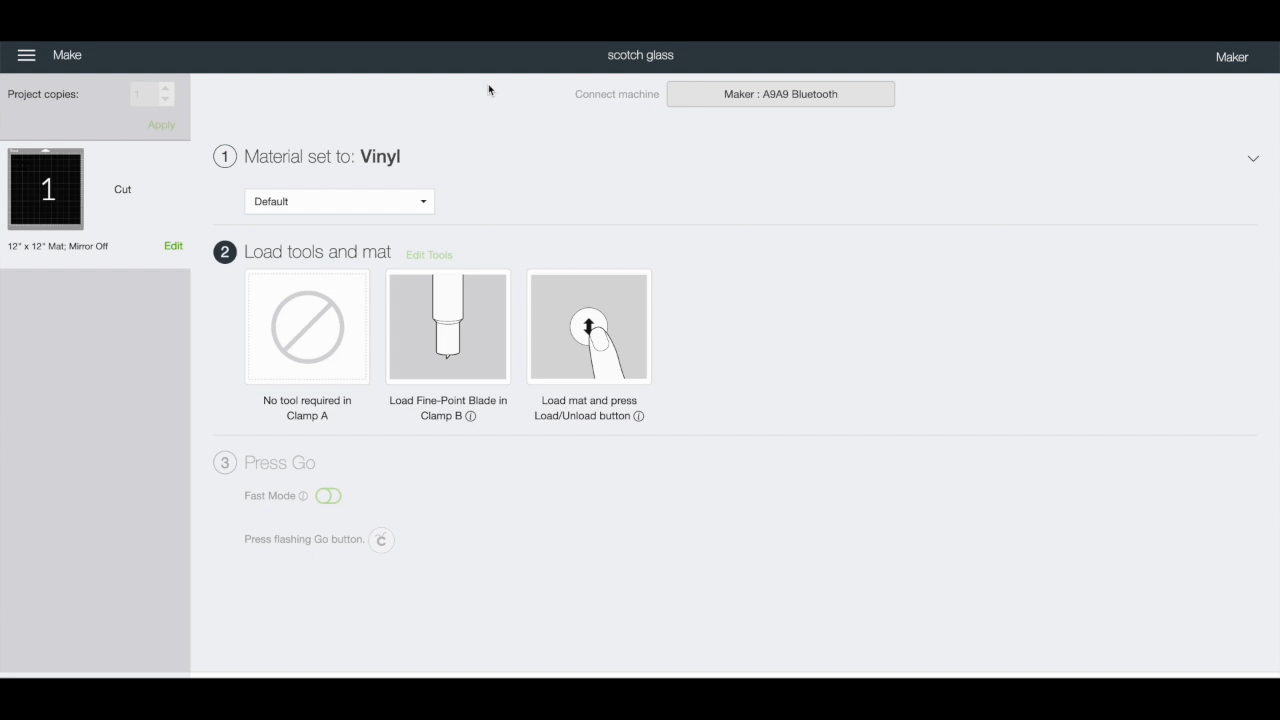 Make
scotch glass
Maker
Project copies:
1
Apply
Connect machine
Maker : A9A9 Bluetooth
1
Cut
12" x 12" Mat; Mirror Off
Edit
1 Material set to: Vinyl
Default
2 Load tools and mat
Edit Tools
No tool required in
Clamp A
Load Fine-Point Blade in
Clamp B
Load mat and press
Load/Unload button
3 Press Go
Fast Mode
Press flashing Go button.